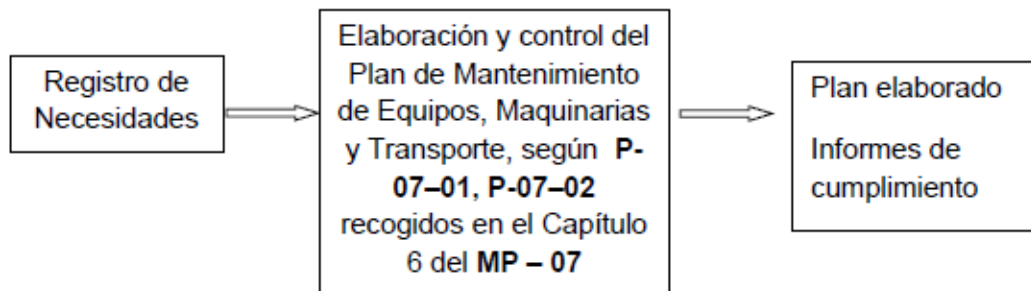 Registro de
Necesidades
Elaboración y control del
Plan de Mantenimiento
de Equipos, Maquinarias
y Transporte, según P-
07–01, P-07–02
recogidos en el Capítulo
6 del MP – 07
Plan elaborado
Informes de
cumplimiento